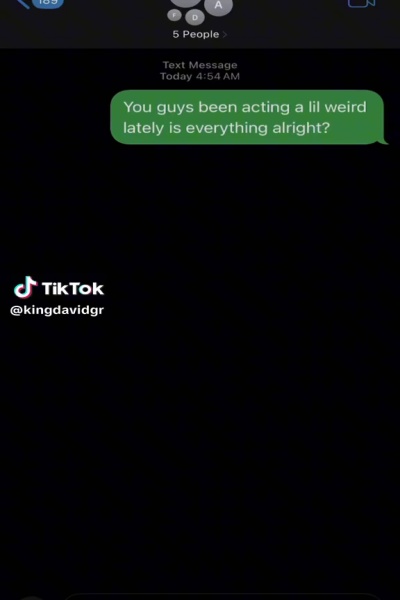 189
A
P
D
5 People
Text Message
Today 4:54 AM
You guys been acting a lil weird
lately is everything alright?
TikTok
@kingdavidgr